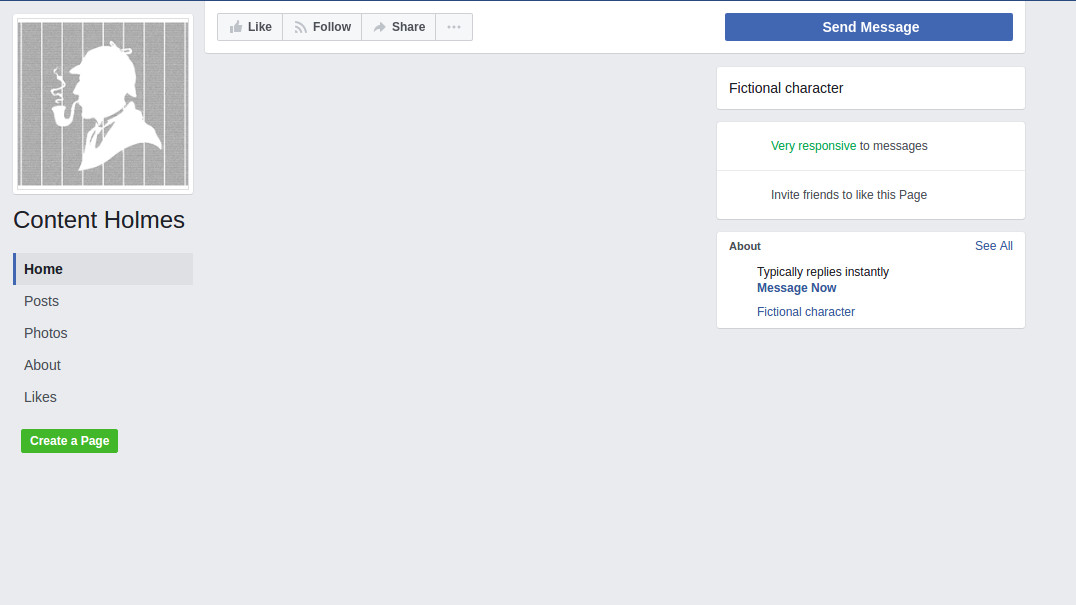 Like
Follow
Share
Send Message
Content Holmes
Home
Posts
Photos
About
Likes
Create a Page
Fictional character
Very responsive to messages
Invite friends to like this Page
About
See All
Typically replies instantly
Message Now
Fictional character